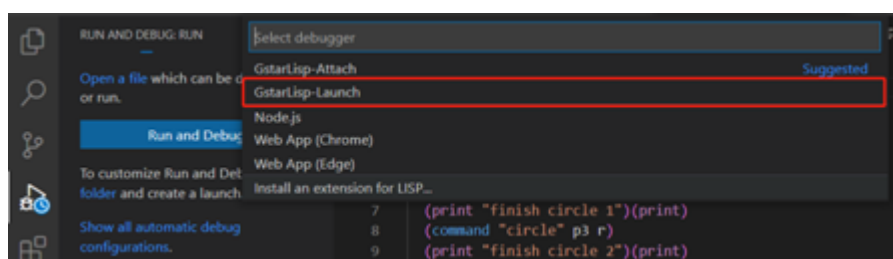 RUN AND DEBUG: RUN
Open a file which can be d
or run.
Run and Debug
To customize Run and Det
folder and create a launch
Show all automatic debug
configurations.
Select debugger
GstarLisp-Attach Suggested
GstarLisp-Launch
Node.js
Web App (Chrome)
Web App (Edge)
Install an extension for LISP...
7 (print "finish circle 1")(print)
8 (command "circle" p3 r)
9 (print "finish circle 2")(print)